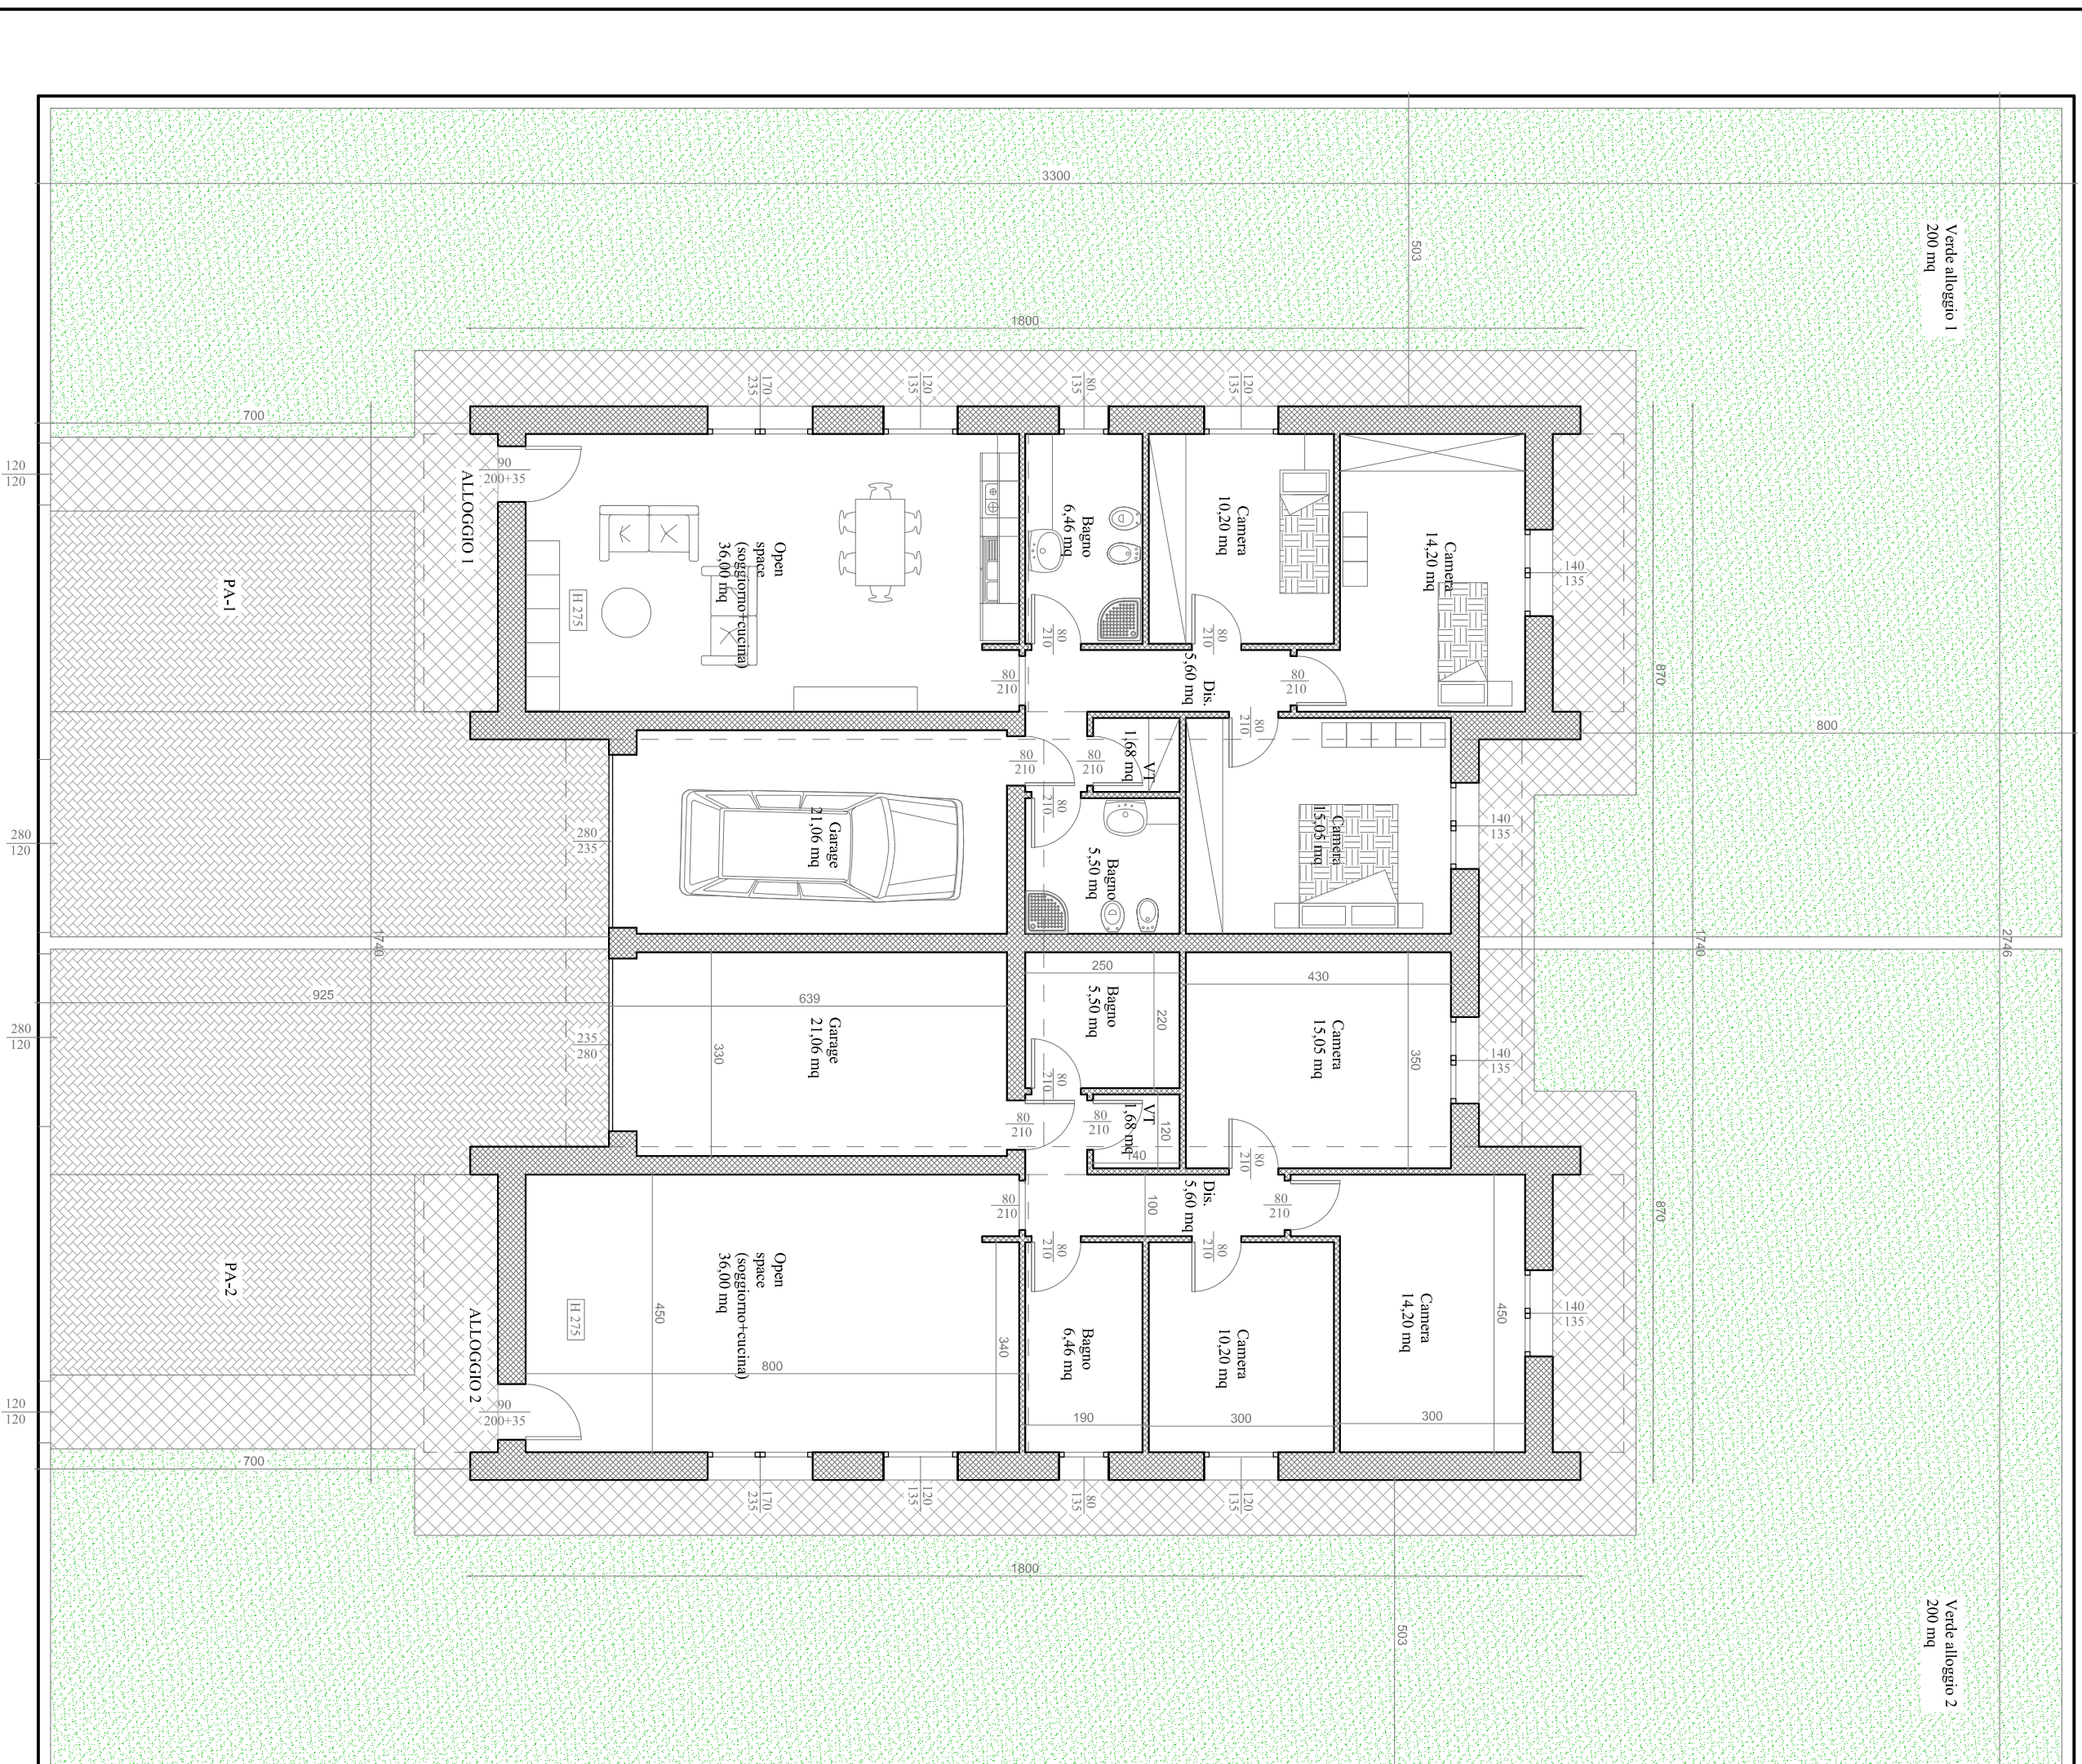 3300
503
Verde alloggio 1
200 mq
1800
700
170
235
120
135
80
135
120
135
120
120
90
200+35
ALLOGGIO 1
PA-1
Open
space
(soggiorno+cucina)
36,00 mq
H 275
Bagno
6,46 mq
Camera
10,20 mq
Camera
14,20 mq
140
135
80
210
80
210
80
210
80
210
Dis.
5,60 mq
80
210
870
800
280
120
280
235
Garage
21,06 mq
80
210
80
210
80
210
VT
1,68 mq
Bagno
5,50 mq
Camera
15,05 mq
140
135
1740
1740
2746
925
280
120
235
280
639
330
Garage
21,06 mq
250
220
Bagno
5,50 mq
430
350
Camera
15,05 mq
140
135
80
210
80
210
80
210
VT
1,68 mq
120
140
80
210
80
210
100
Dis.
5,60 mq
80
210
80
210
80
210
870
PA-2
ALLOGGIO 2
120
120
90
200+35
H 275
450
Open
space
(soggiorno+cucina)
36,00 mq
800
340
Bagno
6,46 mq
190
Camera
10,20 mq
300
Camera
14,20 mq
300
450
140
135
700
170
235
120
135
80
135
120
135
1800
503
Verde alloggio 2
200 mq